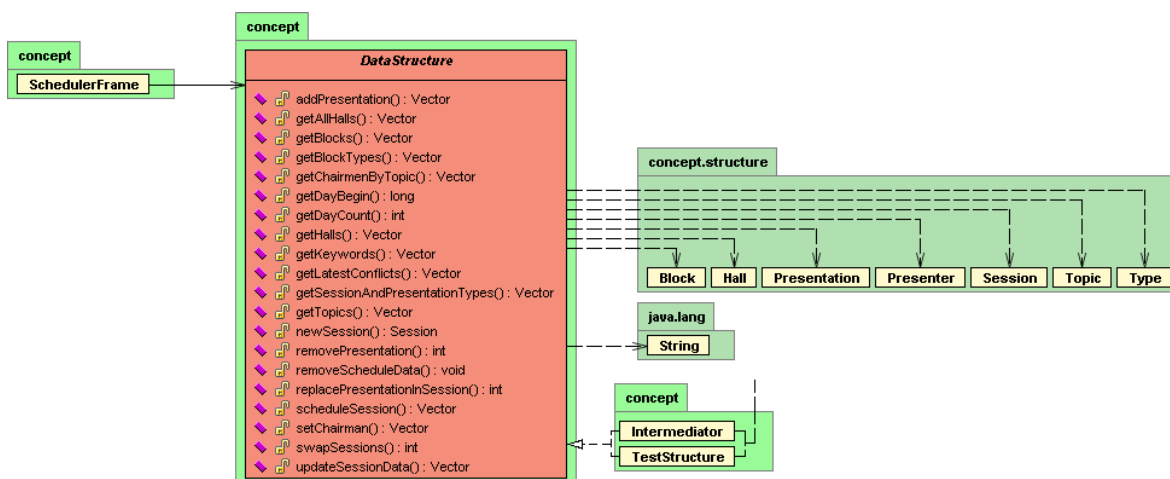 concept
SchedulerFrame
concept
DataStructure
addPresentation() : Vector
getAllHalls() : Vector
getBlocks() : Vector
getBlockTypes() : Vector
getChairmenByTopic() : Vector
getDayBegin() : long
getDayCount() : int
getHalls() : Vector
getKeywords() : Vector
getLatestConflicts() : Vector
getSessionAndPresentationTypes() : Vector
getTopics() : Vector
newSession() : Session
removePresentation() : int
removeScheduleData() : void
replacePresentationInSession() : int
scheduleSession() : Vector
setChairman() : Vector
swapSessions() : int
updateSessionData() : Vector
concept.structure
Block Hall Presentation Presenter Session Topic Type
java.lang
String
concept
Intermediator
TestStructure